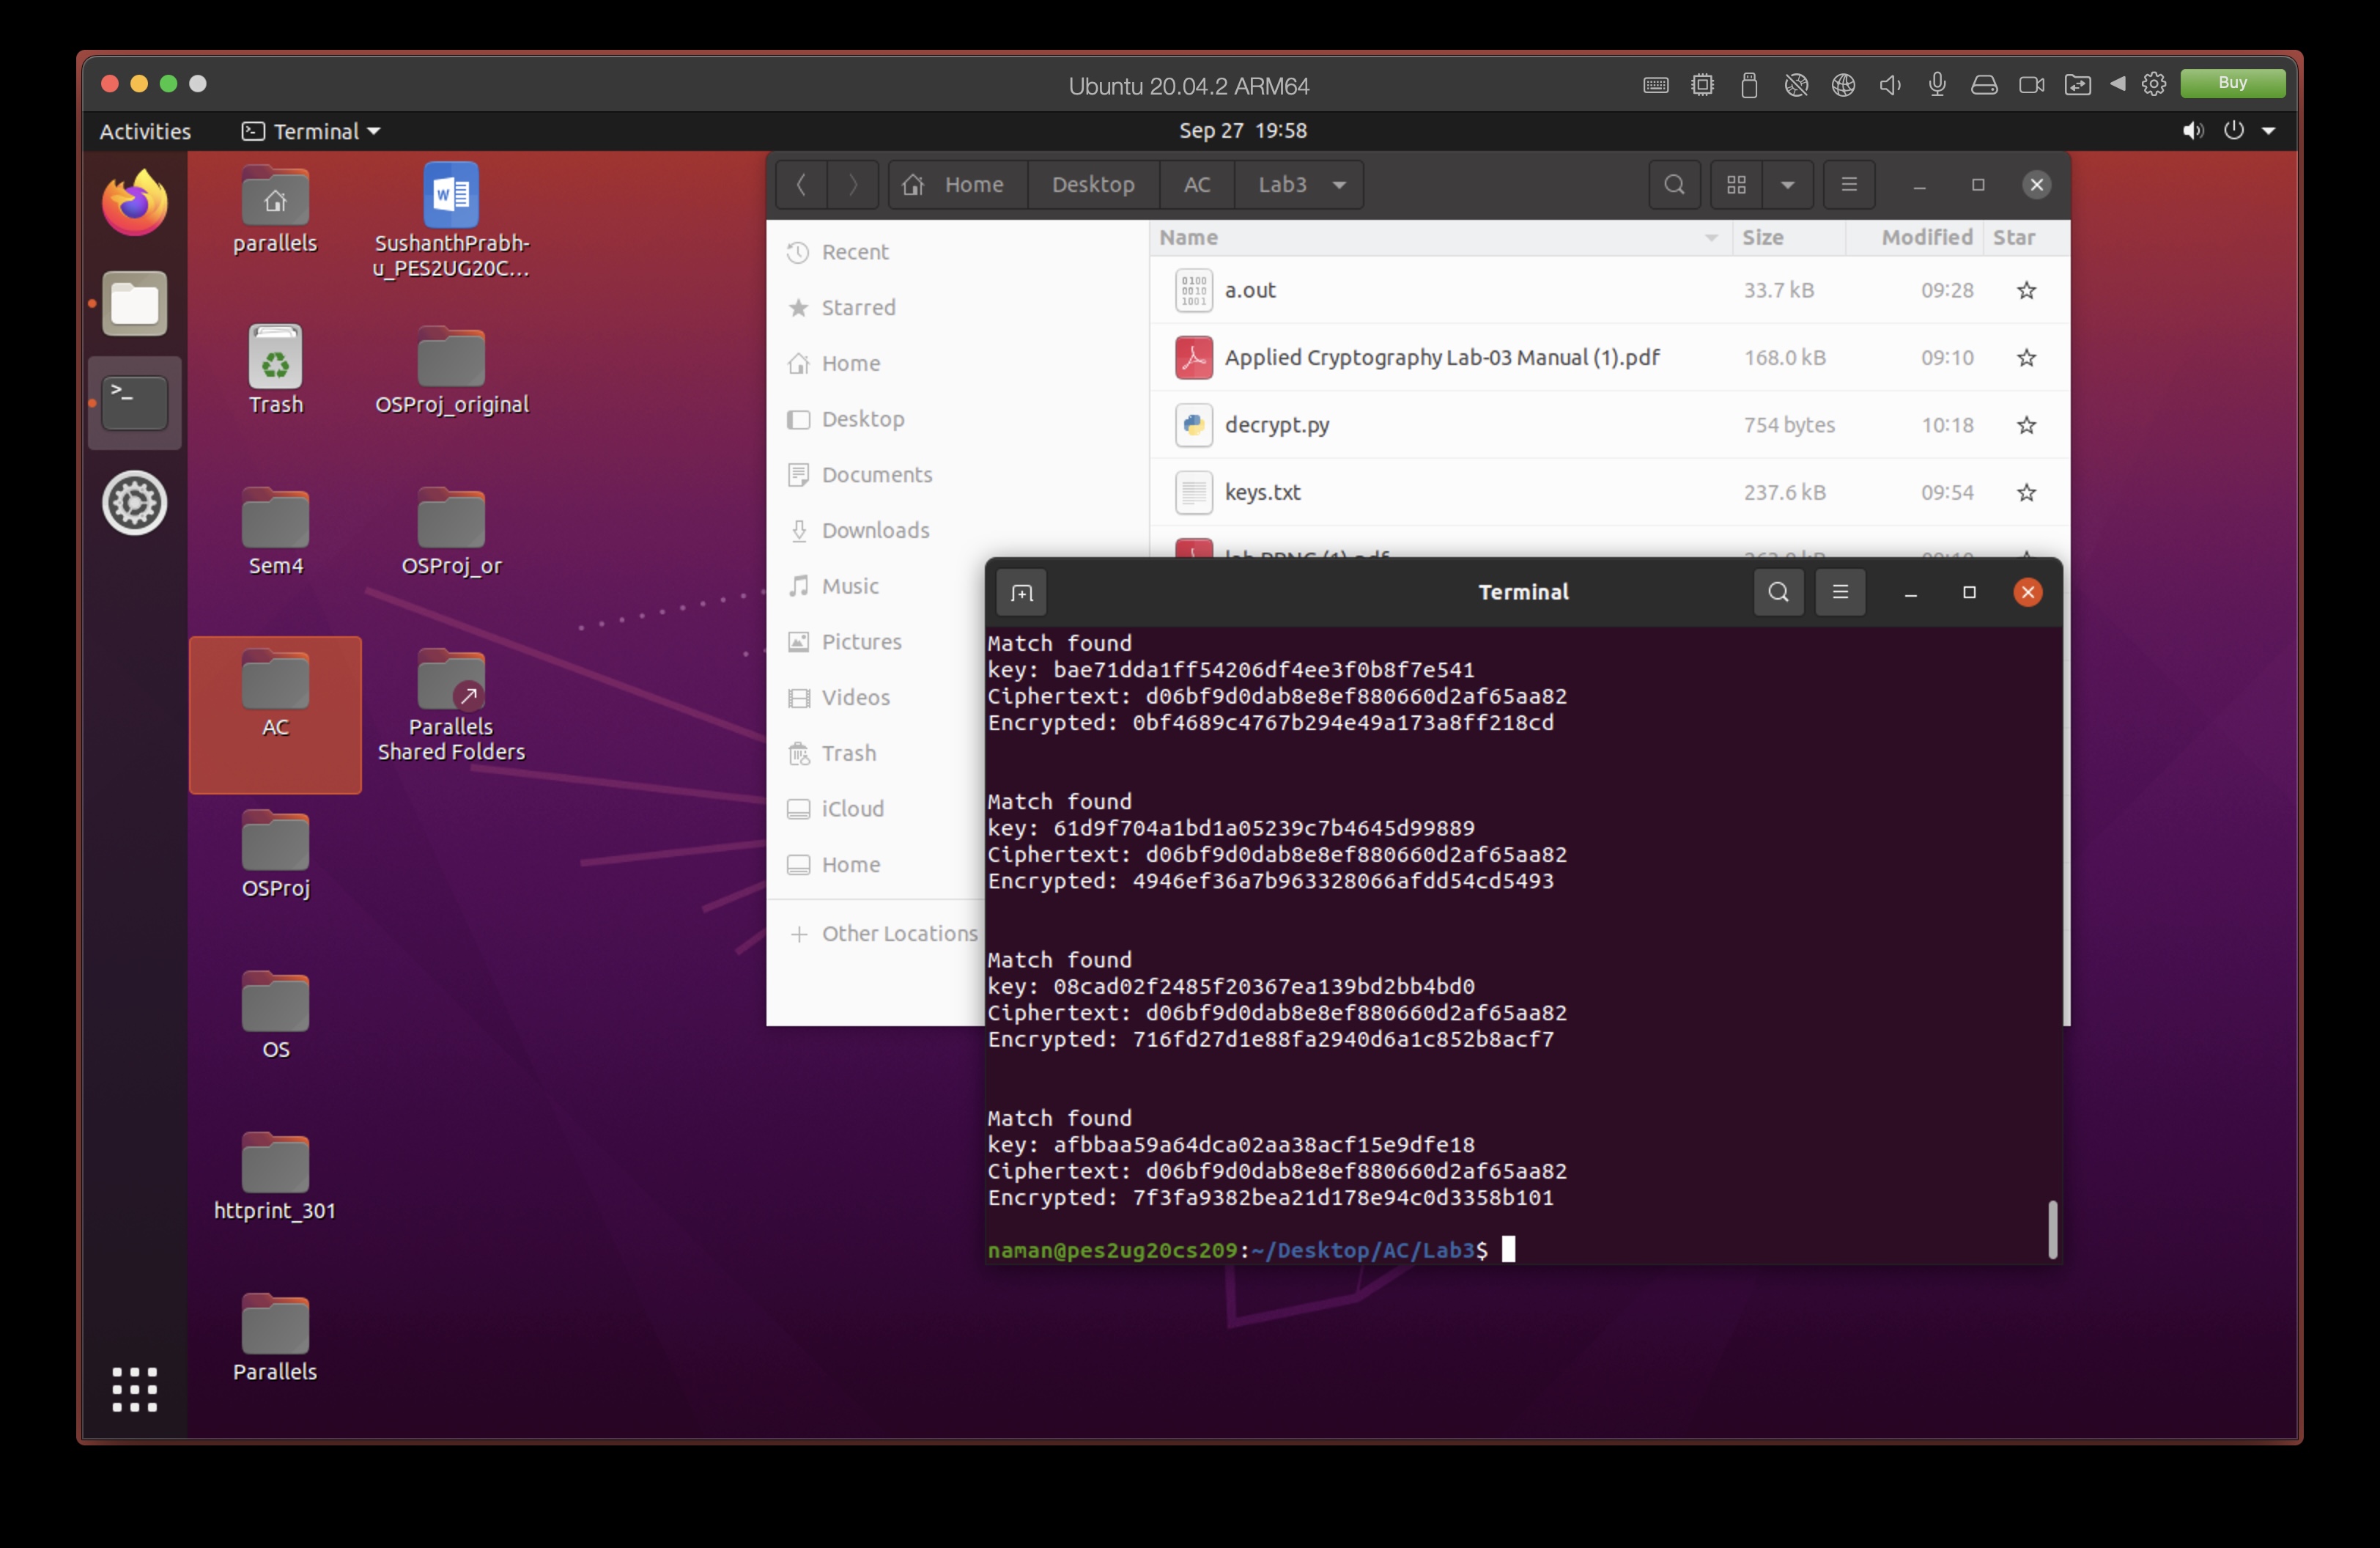 Ubuntu 20.04.2 ARM64
Buy
Activities
Terminal
Sep 27 19:58
parallels
SushanthPrabh-
u_PES2UG20C...
Trash
OSProj_original
Sem4
OSProj_or
AC
Parallels
Shared Folders
OSProj
OS
httprint_301
Parallels
Home Desktop AC Lab3
Recent
Starred
Home
Desktop
Documents
Downloads
Music
Pictures
Videos
Trash
iCloud
Home
Other Locations
Name Size Modified Star
a.out 33.7 kB 09:28
Applied Cryptography Lab-03 Manual (1).pdf 168.0 kB 09:10
decrypt.py 754 bytes 10:18
keys.txt 237.6 kB 09:54
Terminal
Match found
key: bae71dda1ff54206df4ee3f0b8f7e541
Ciphertext: d06bf9d0dab8e8ef880660d2af65aa82
Encrypted: 0bf4689c4767b294e49a173a8ff218cd
Match found
key: 61d9f704a1bd1a05239c7b4645d99889
Ciphertext: d06bf9d0dab8e8ef880660d2af65aa82
Encrypted: 4946ef36a7b963328066afdd54cd5493
Match found
key: 08cad02f2485f20367ea139bd2bb4bd0
Ciphertext: d06bf9d0dab8e8ef880660d2af65aa82
Encrypted: 716fd27d1e88fa2940d6a1c852b8acf7
Match found
key: afbbaa59a64dca02aa38acf15e9dfe18
Ciphertext: d06bf9d0dab8e8ef880660d2af65aa82
Encrypted: 7f3fa9382bea21d178e94c0d3358b101
naman@pes2ug20cs209:~/Desktop/AC/Lab3$